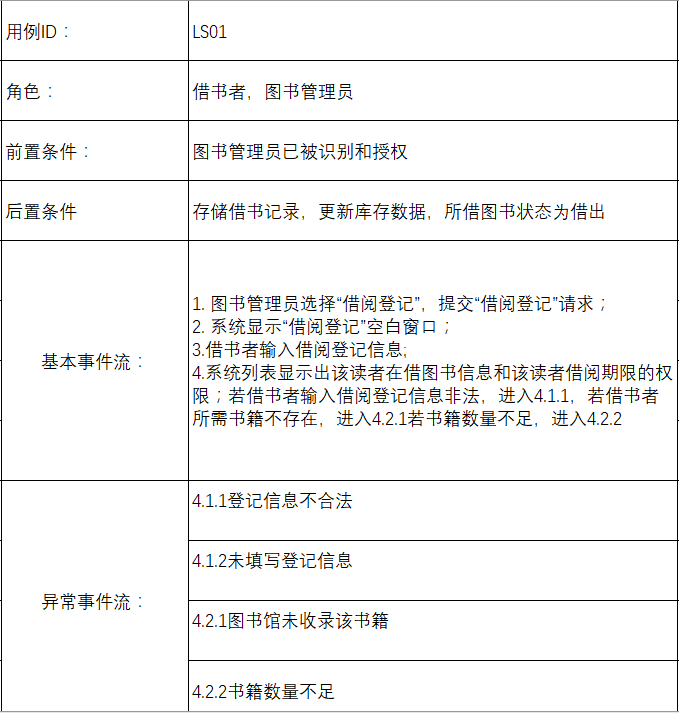 用例ID：
LS01
角色：
借书者，图书管理员
前置条件：
图书管理员已被识别和授权
后置条件
存储借书记录，更新库存数据，所借图书状态为借出
基本事件流：
1. 图书管理员选择“借阅登记”，提交“借阅登记”请求；
2. 系统显示“借阅登记”空白窗口；
3.借书者输入借阅登记信息;
4.系统列表显示出该读者在借图书信息和该读者借阅期限的权
限；若借书者输入借阅登记信息非法，进入4.1.1，若借书者
所需书籍不存在，进入4.2.1若书籍数量不足，进入4.2.2
异常事件流：
4.1.1登记信息不合法
4.1.2未填写登记信息
4.2.1图书馆未收录该书籍
4.2.2书籍数量不足